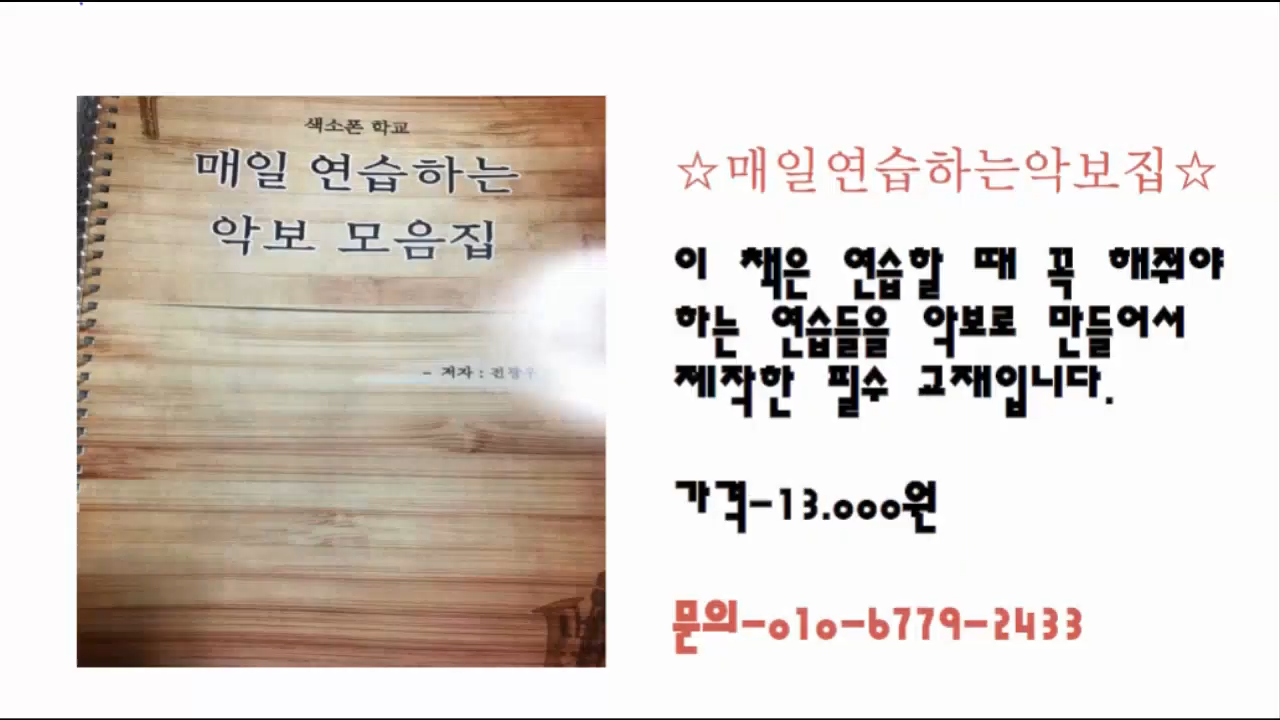 색소폰 학교
매일 연습하는
악보 모음집
- 저자 :
☆매일연습하는악보집☆
이 책은 연습할 때 꼭 해줘야
하는 연습들을 악보로 만들어서
제작한 필수 교재입니다.
가격-13.000원
문의-010-6779-2433